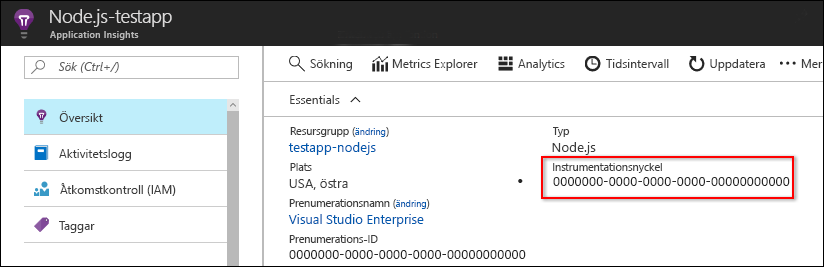 Node.js-testapp
Application Insights
Sök (Ctrl+/)
Översikt
Aktivitetslogg
Åtkomstkontroll (IAM)
Taggar
Sökning Metrics Explorer Analytics Tidsintervall Uppdatera ••• Mer
Essentials
Resursgrupp (ändring)
testapp-nodejs
Plats
USA, östra
Prenumerationsnamn (ändring)
Visual Studio Enterprise
Prenumerations-ID
0000000-0000-0000-0000-00000000000
Typ
Node.js
Instrumentationsnyckel
0000000-0000-0000-0000-00000000000